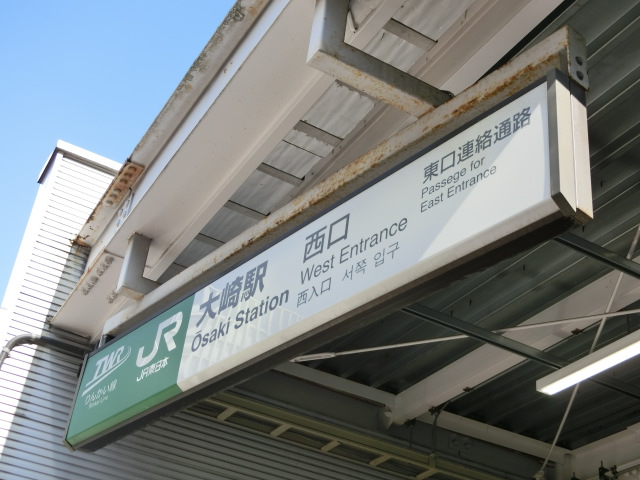 TWR
りんかい線
JR
JR東日本
大崎駅
Ōsaki Station
西口
West Entrance
西入口 서쪽 입구
東口連絡通路
Passege for
East Entrance